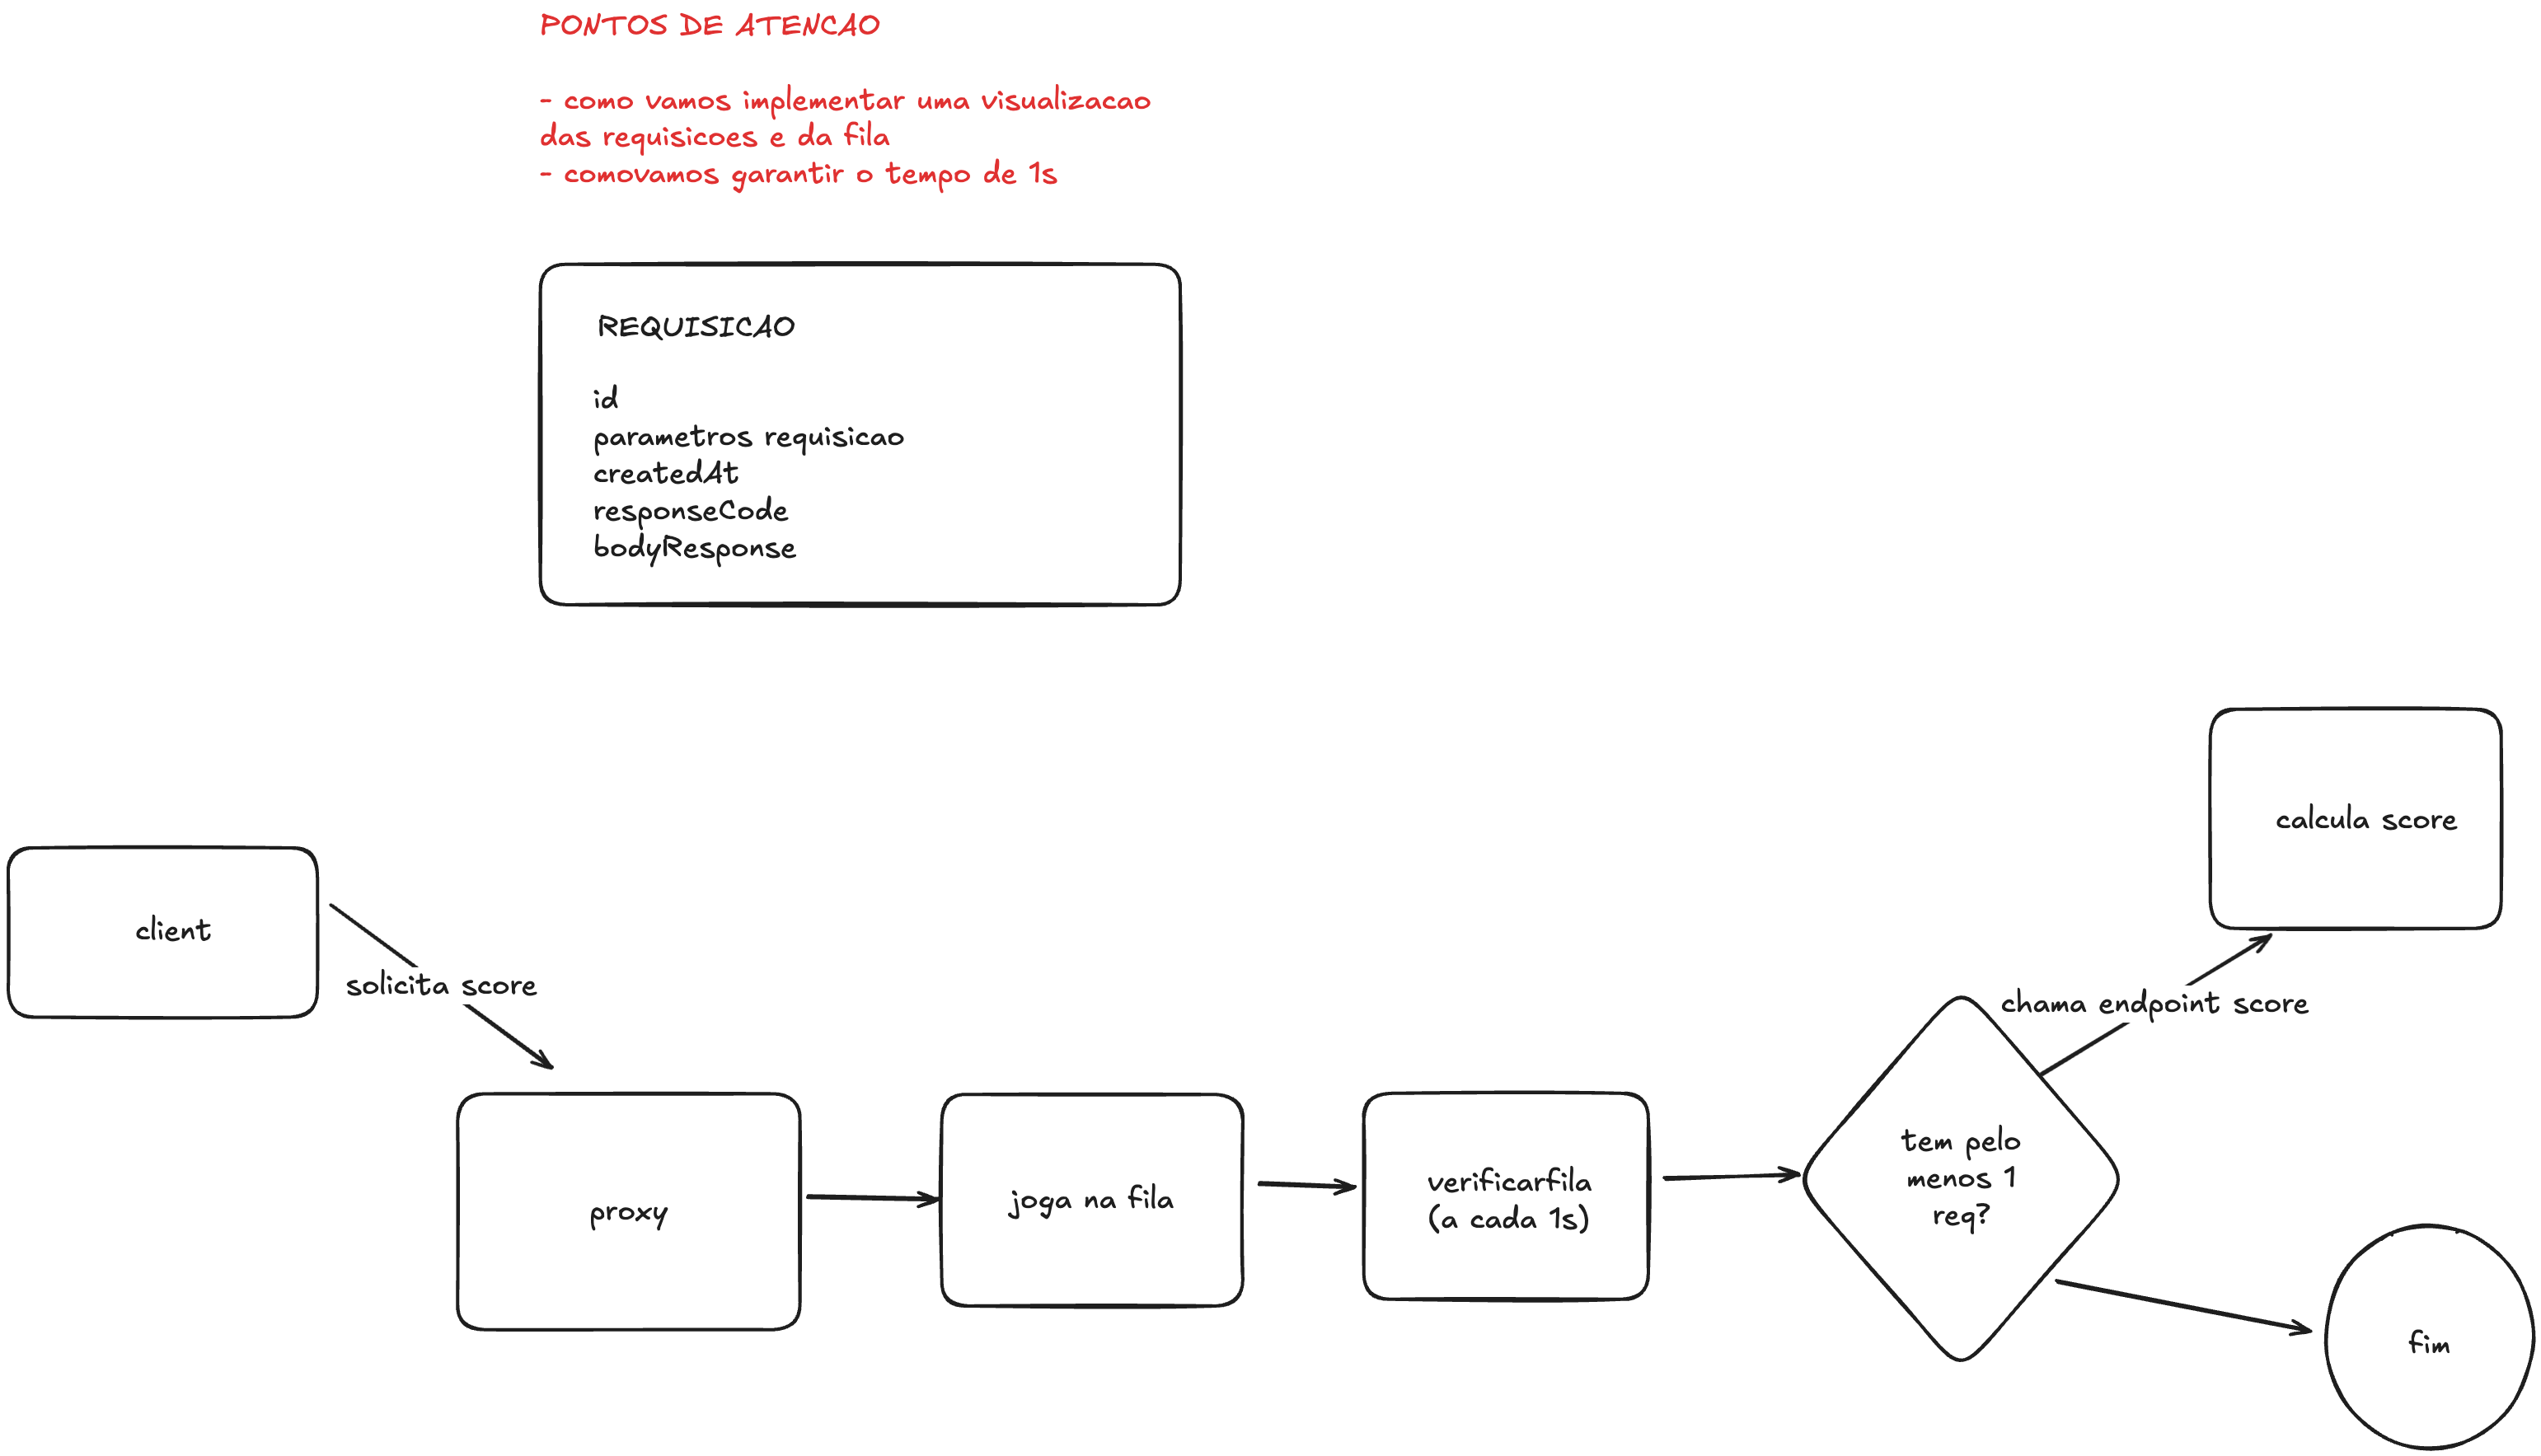 PONTOS DE ATENCAO
- como vamos implementar uma visualizacao
das requisicoes e da fila
- comovamos garantir o tempo de 1s
REQUISICAO
id
parametros requisicao
createdAt
responseCode
bodyResponse
calcula score
client
solicita score
chama endpoint score
proxy
joga na fila
verificarfila
(a cada 1s)
tem pelo
menos 1
req?
fim